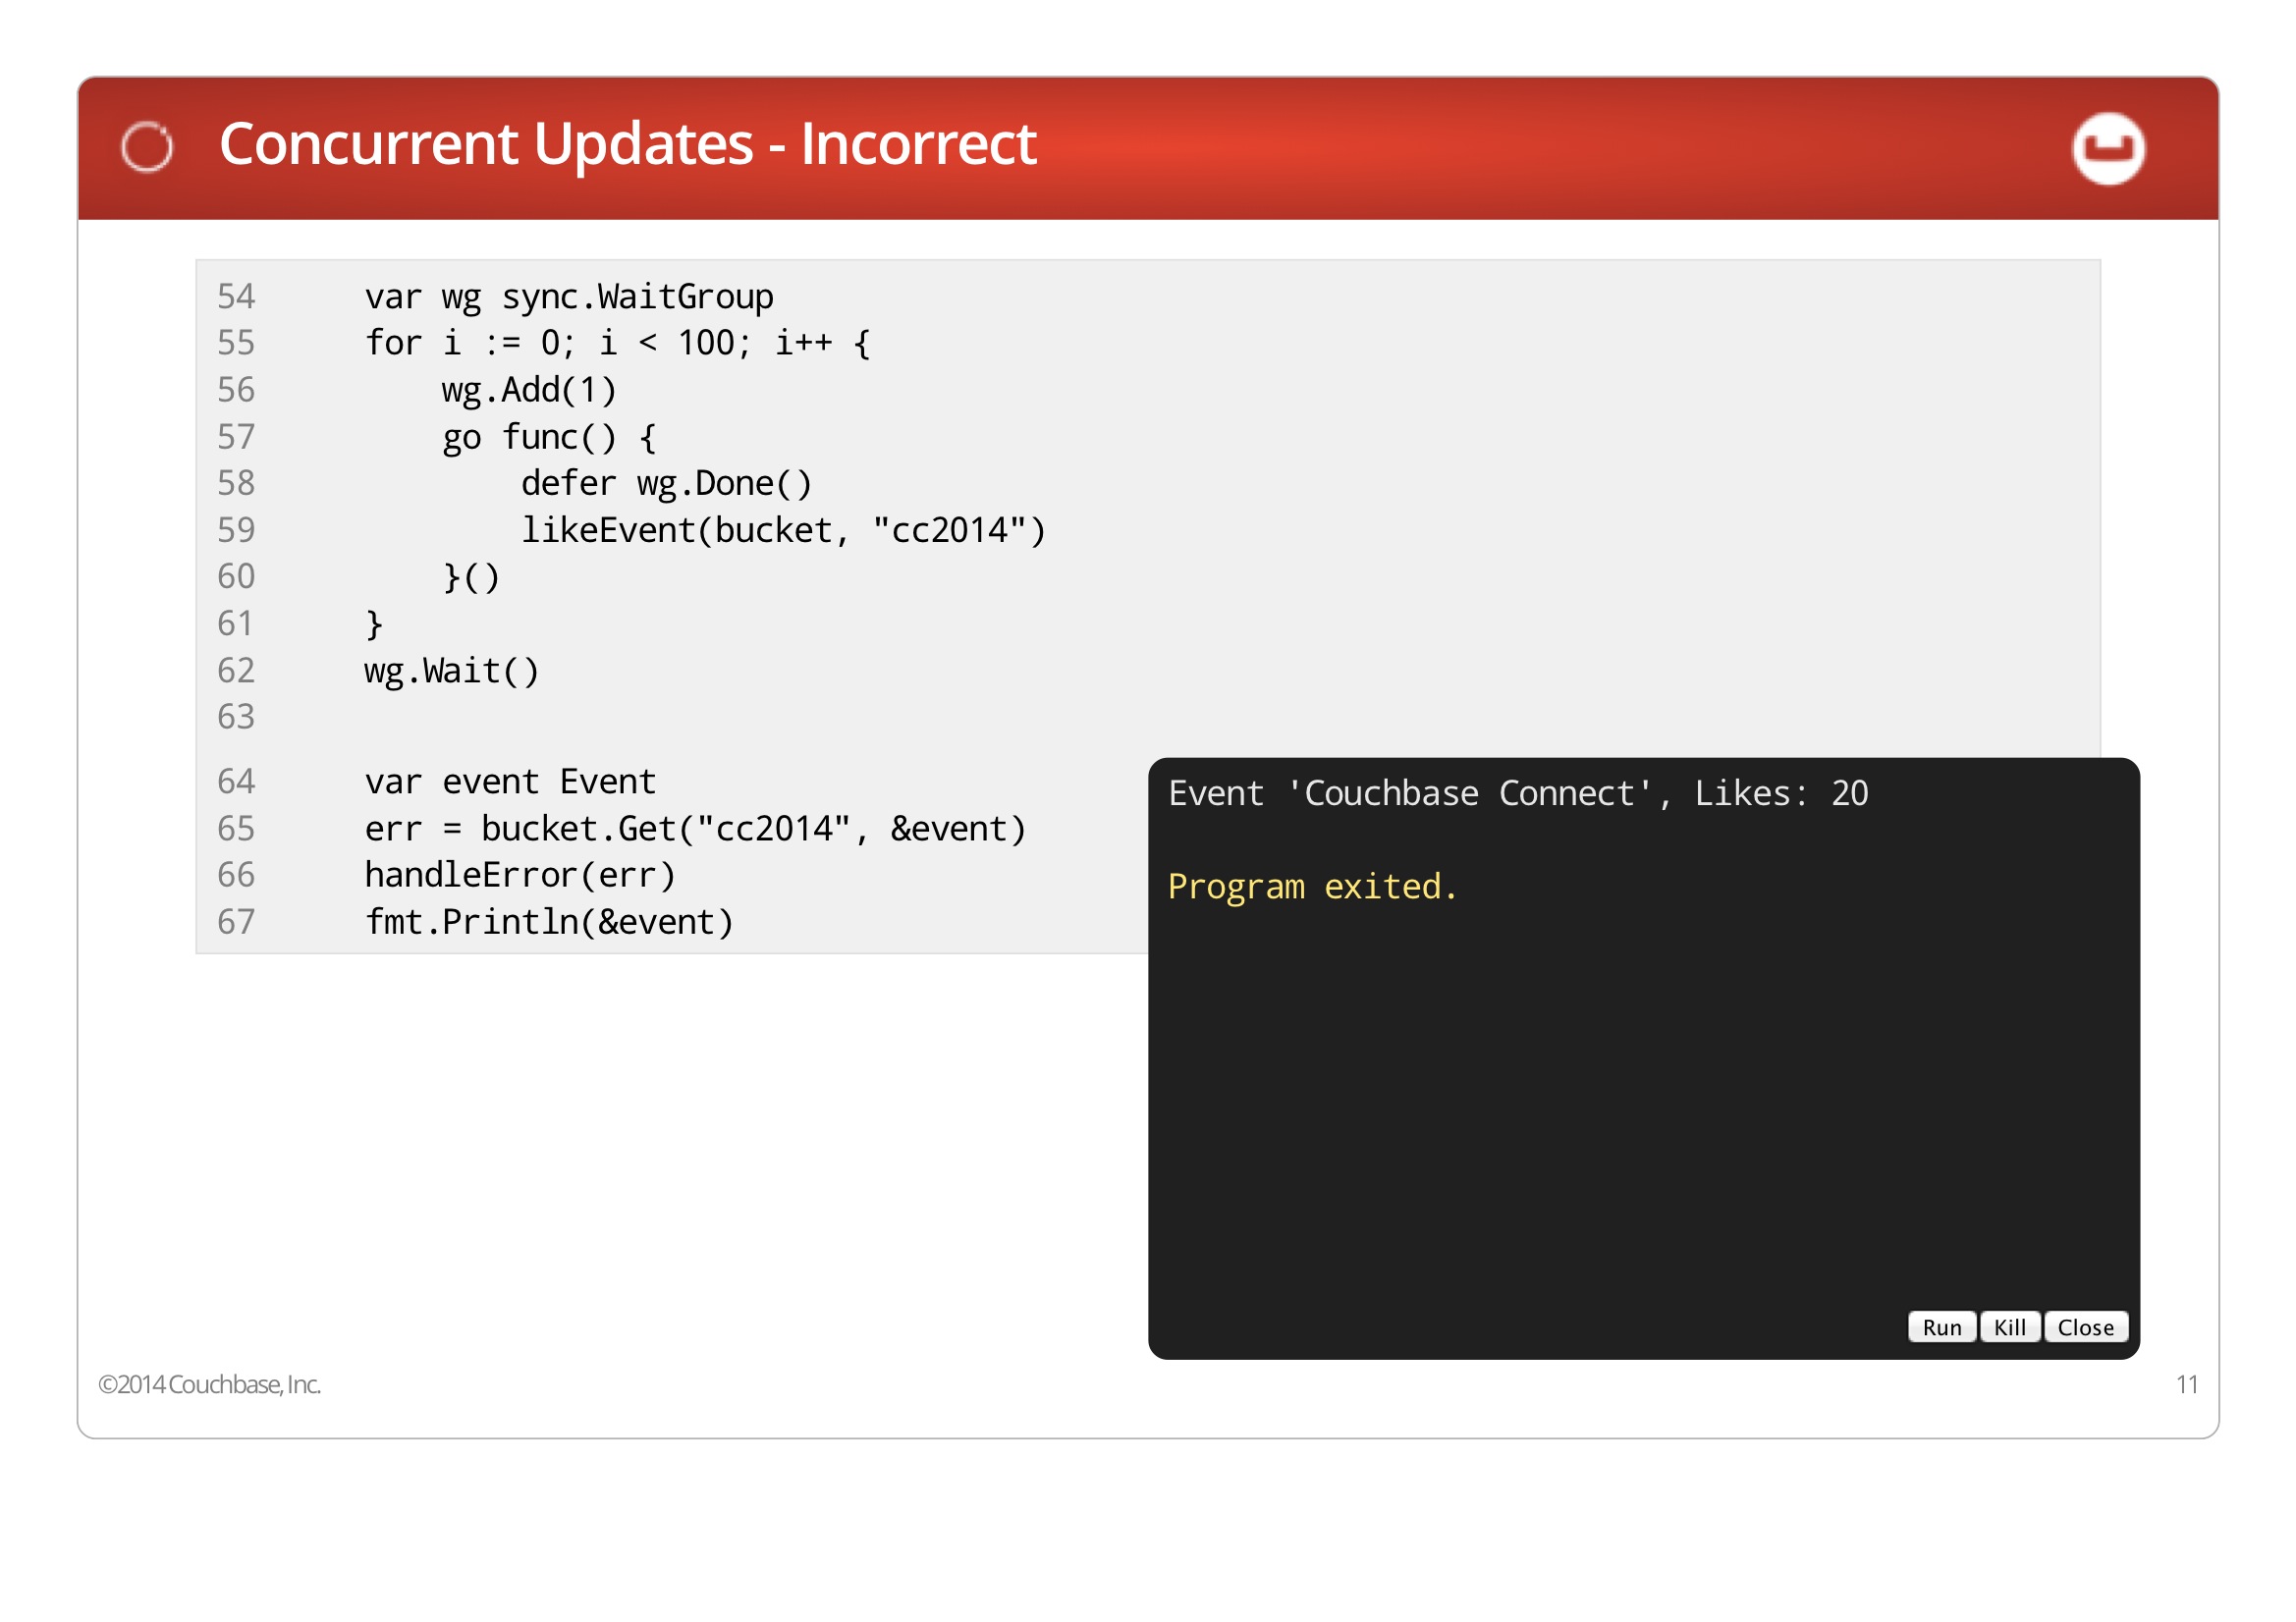 Concurrent Updates - Incorrect
54     var wg sync.WaitGroup
55     for i := 0; i < 100; i++ {
56         wg.Add(1)
57         go func() {
58             defer wg.Done()
59             likeEvent(bucket, "cc2014")
60         }()
61     }
62     wg.Wait()
63
64     var event Event
65     err = bucket.Get("cc2014", &event)
66     handleError(err)
67     fmt.Println(&event)
Event 'Couchbase Connect', Likes: 20
Program exited.
Run Kill Close
©2014 Couchbase, Inc.
11